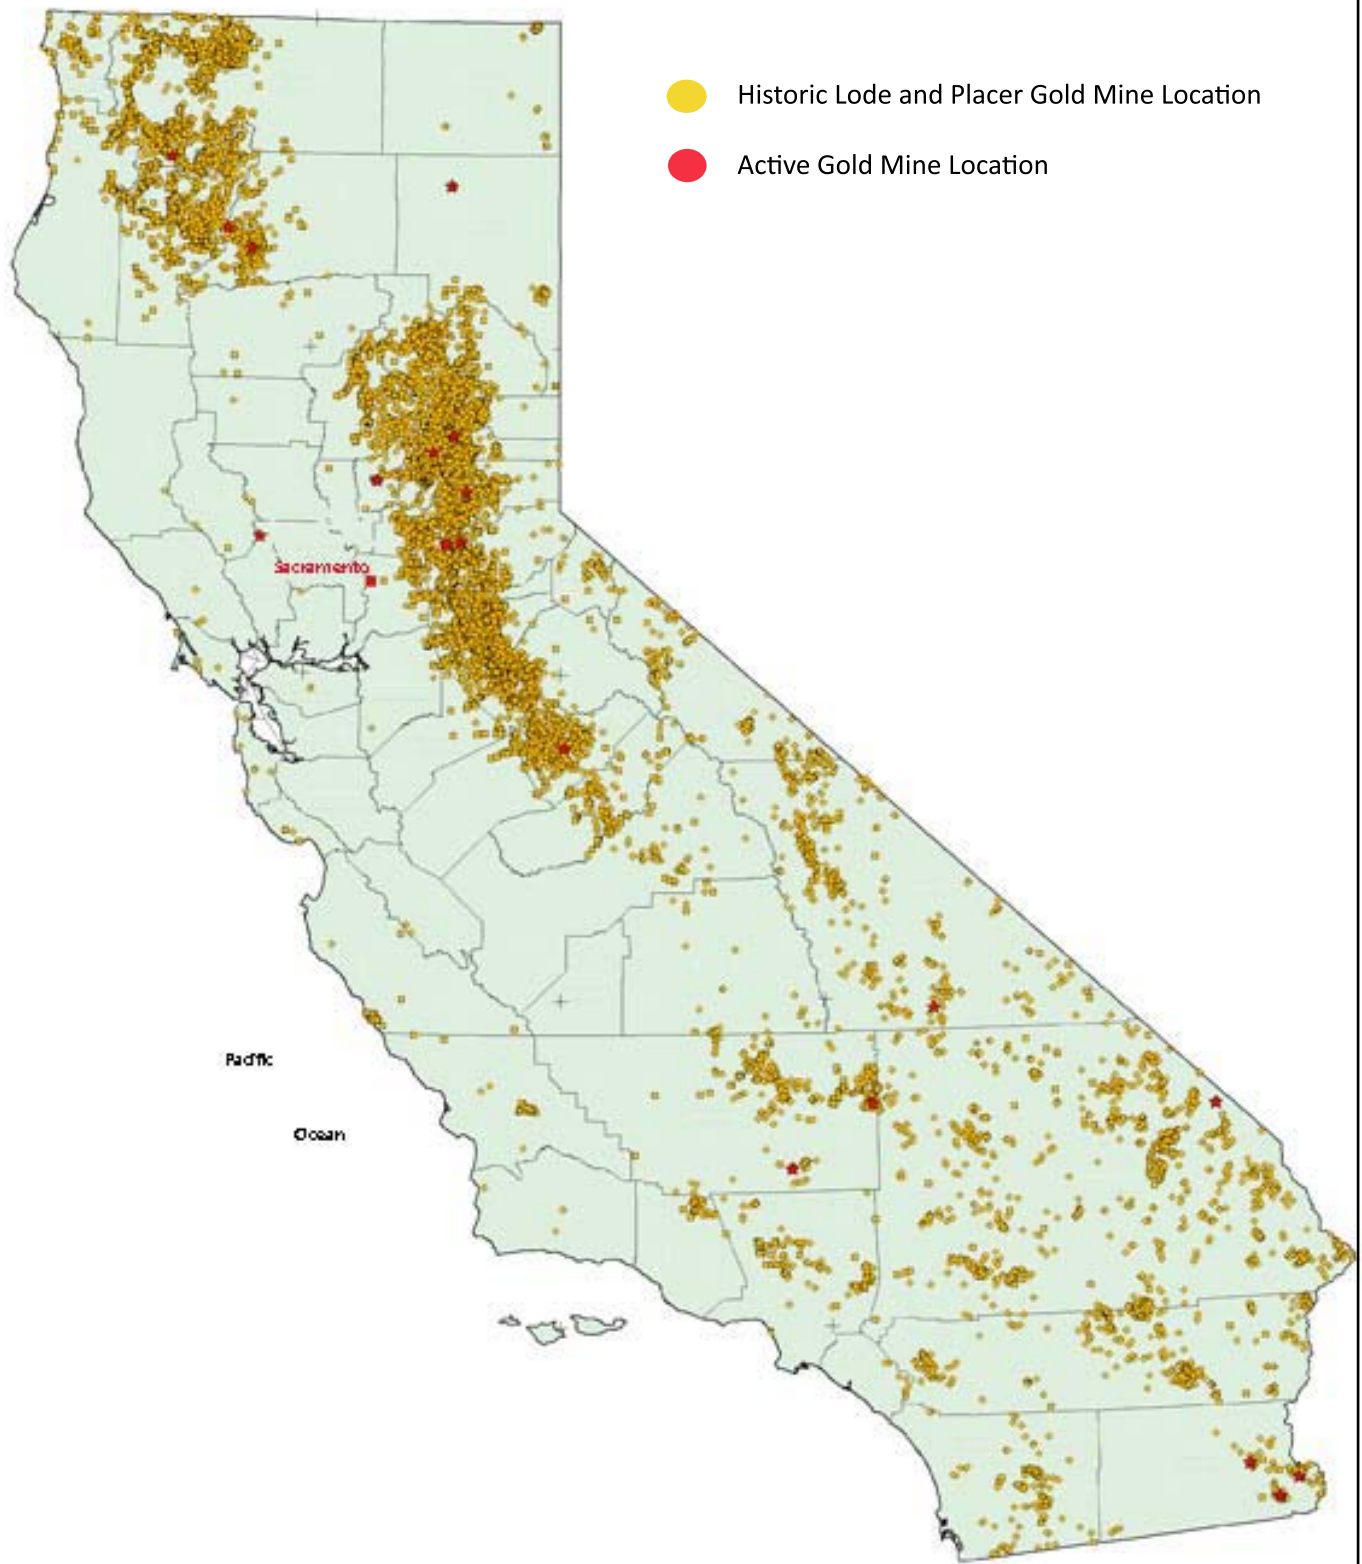 Historic Lode and Placer Gold Mine Location
Active Gold Mine Location
Sacramento
Pacific
Ocean